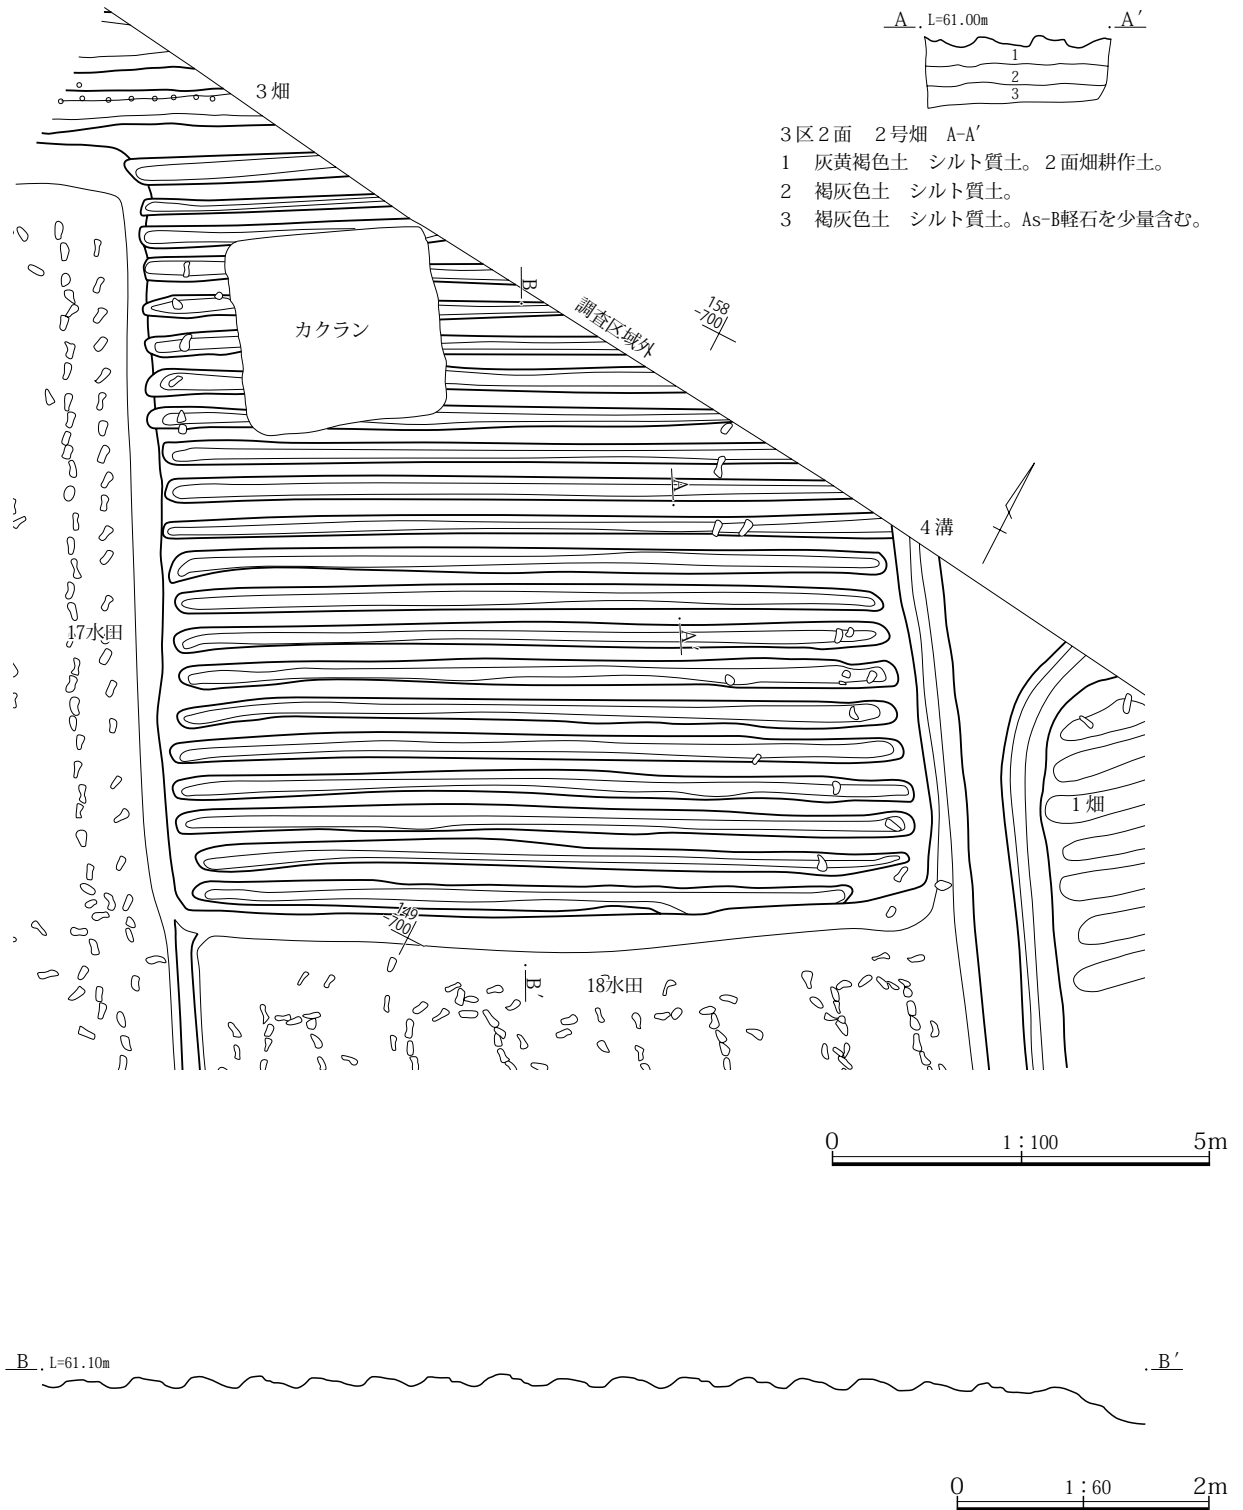 A L=61.00m A′
1
2
3
3区2面　2号畑　A-A′
1　灰黄褐色土　シルト質土。2面畑耕作土。
2　褐灰色土　シルト質土。
3　褐灰色土　シルト質土。As-B軽石を少量含む。
3畑
B
調査区域外
158
-700
カクラン
A
4溝
17水田
A′
1畑
149
-700
B′
18水田
0 1：100 5m
B L=61.10m B′
0 1：60 2m